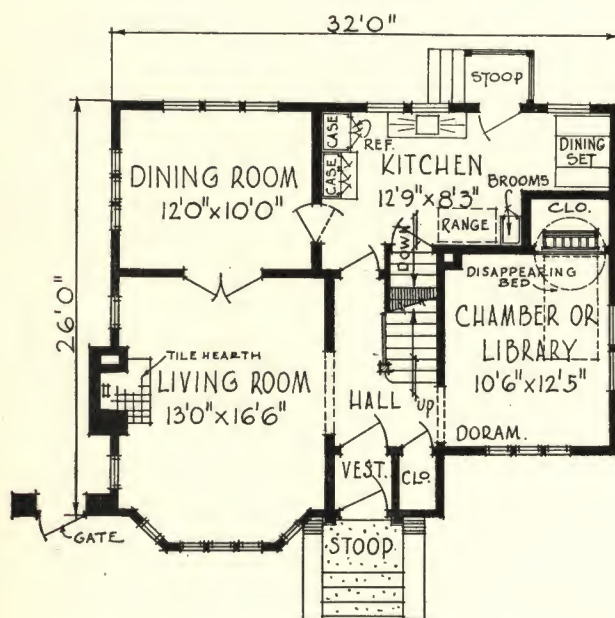 32'0"
STOOP
CASE
REF.
DINING
SET
DINING ROOM
12'0"x10'0"
KITCHEN
12'9"x8'3"
CASE
BROOMS
RANGE
CLO.
DOWN
26'0"
DISAPPEARING
BED
TILE HEARTH
LIVING ROOM
13'0"x16'6"
CHAMBER OR
LIBRARY
10'6"x12'5"
HALL
UP
DORAM.
VEST.
CLO.
GATE
STOOP